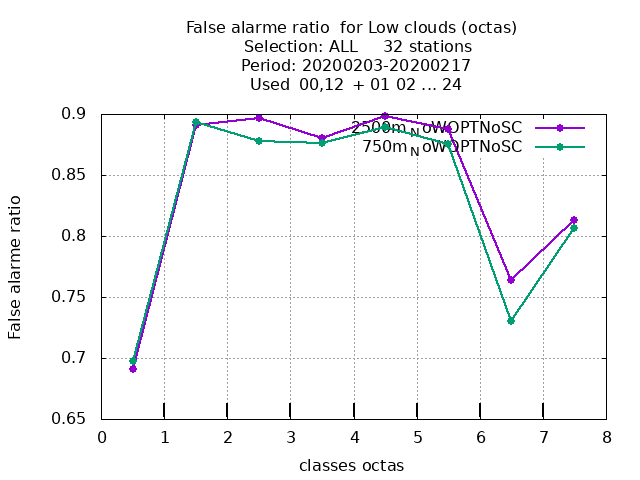 False alarme ratio  for Low clouds (octas)
Selection: ALL     32 stations
Period: 20200203-20200217
Used  00,12  + 01 02 ... 24
2500m_NoWOPTNoSC
750m_NoWOPTNoSC
0.9
0.85
0.8
0.75
0.7
0.65
False alarme ratio
0 1 2 3 4 5 6 7 8
classes octas